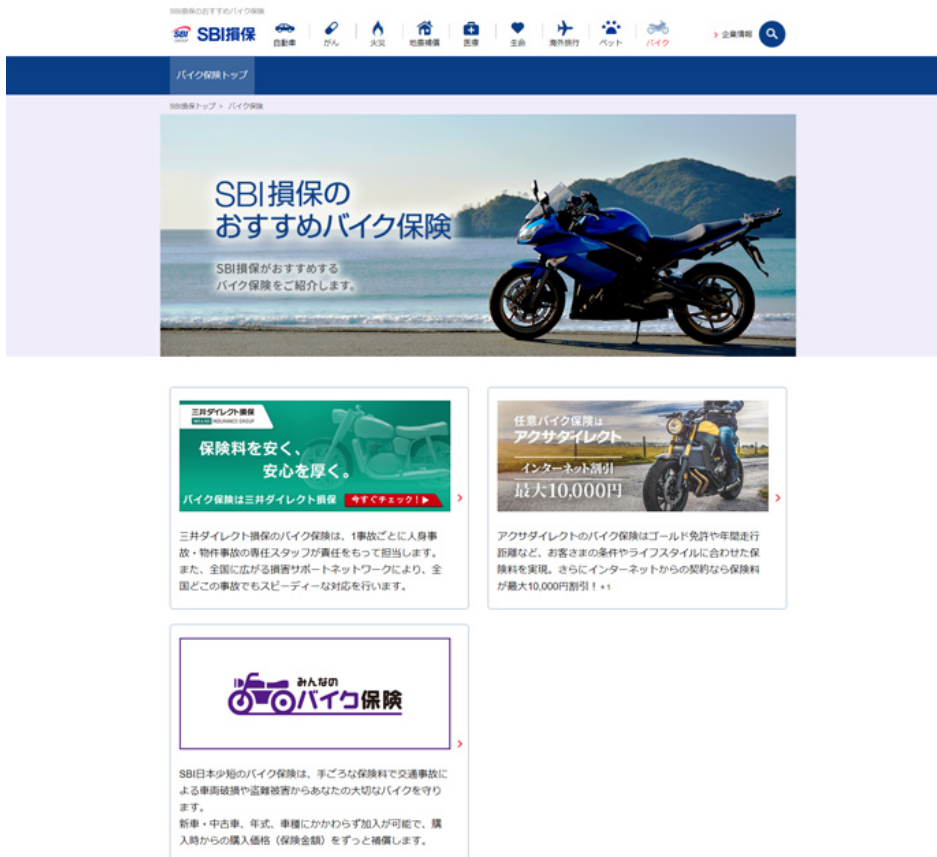 SBI損保のおすすめバイク保険
SBI GROUP SBI損保
自動車 がん 火災 地震補償 医療 生命 海外旅行 ペット バイク
企業情報
バイク保険トップ
SBI損保トップ > バイク保険
SBI損保の
おすすめバイク保険
SBI損保がおすすめする
バイク保険をご紹介します。
三井ダイレクト損保
MS&AD INSURANCE GROUP
保険料を安く、
安心を厚く。
バイク保険は三井ダイレクト損保 今すぐチェック!▶
三井ダイレクト損保のバイク保険は、1事故ごとに人身事
故・物件事故の専任スタッフが責任をもって担当します。
また、全国に広がる損害サポートネットワークにより、全
国どこの事故でもスピーディーな対応を行います。
任意バイク保険は
アクサダイレクト
インターネット割引
最大10,000円
アクサダイレクトのバイク保険はゴールド免許や年間走行
距離など、お客さまの条件やライフスタイルに合わせた保
険料を実現。さらにインターネットからの契約なら保険料
が最大10,000円割引！*1
みんなの
バイク保険
SBI日本少短のバイク保険は、手ごろな保険料で交通事故に
よる車両破損や盗難被害からあなたの大切なバイクを守り
ます。
新車・中古車、年式、車種にかかわらず加入が可能で、購
入時からの購入価格（保険金額）をずっと補償します。